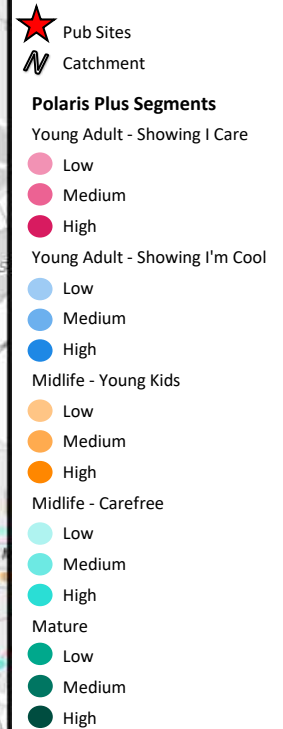 Pub Sites
Catchment
Polaris Plus Segments
Young Adult - Showing I Care
Low
Medium
High
Young Adult - Showing I'm Cool
Low
Medium
High
Midlife - Young Kids
Low
Medium
High
Midlife - Carefree
Low
Medium
High
Mature
Low
Medium
High